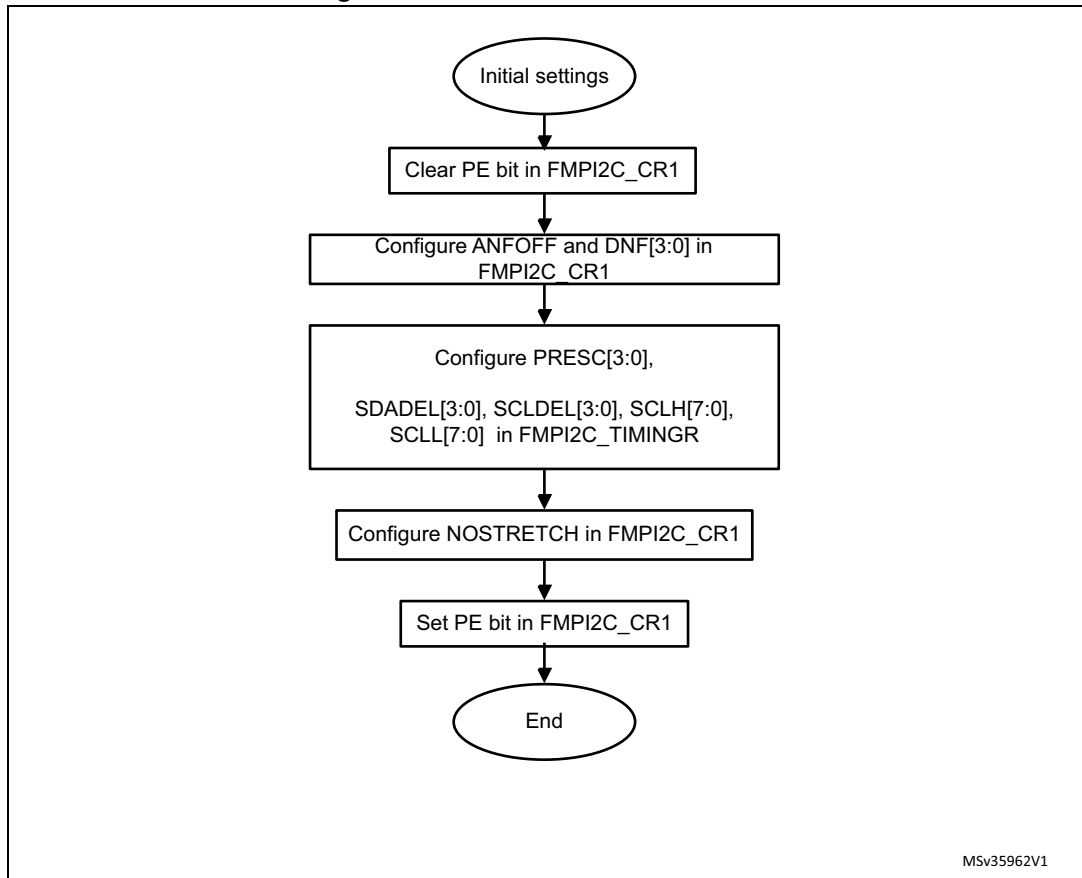 Initial settings
Clear PE bit in FMPI2C_CR1
Configure ANFOFF and DNF[3:0] in
FMPI2C_CR1
Configure PRESC[3:0],
SDADEL[3:0], SCLDEL[3:0], SCLH[7:0],
SCLL[7:0] in FMPI2C_TIMINGR
Configure NOSTRETCH in FMPI2C_CR1
Set PE bit in FMPI2C_CR1
End
MSv35962V1